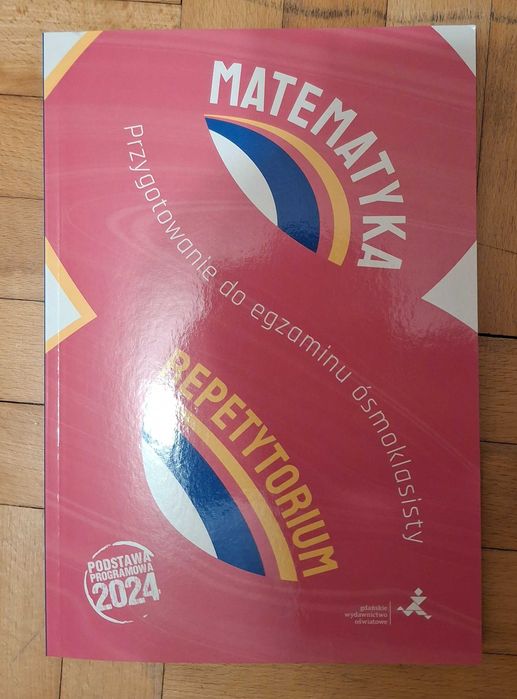 MATEMATYKA
Przygotowanie do egzaminu ósmoklasisty
REPETYTORIUM
PODSTAWA
PROGRAMOWA
2024
gdańskie
wydawnictwo
oświatowe